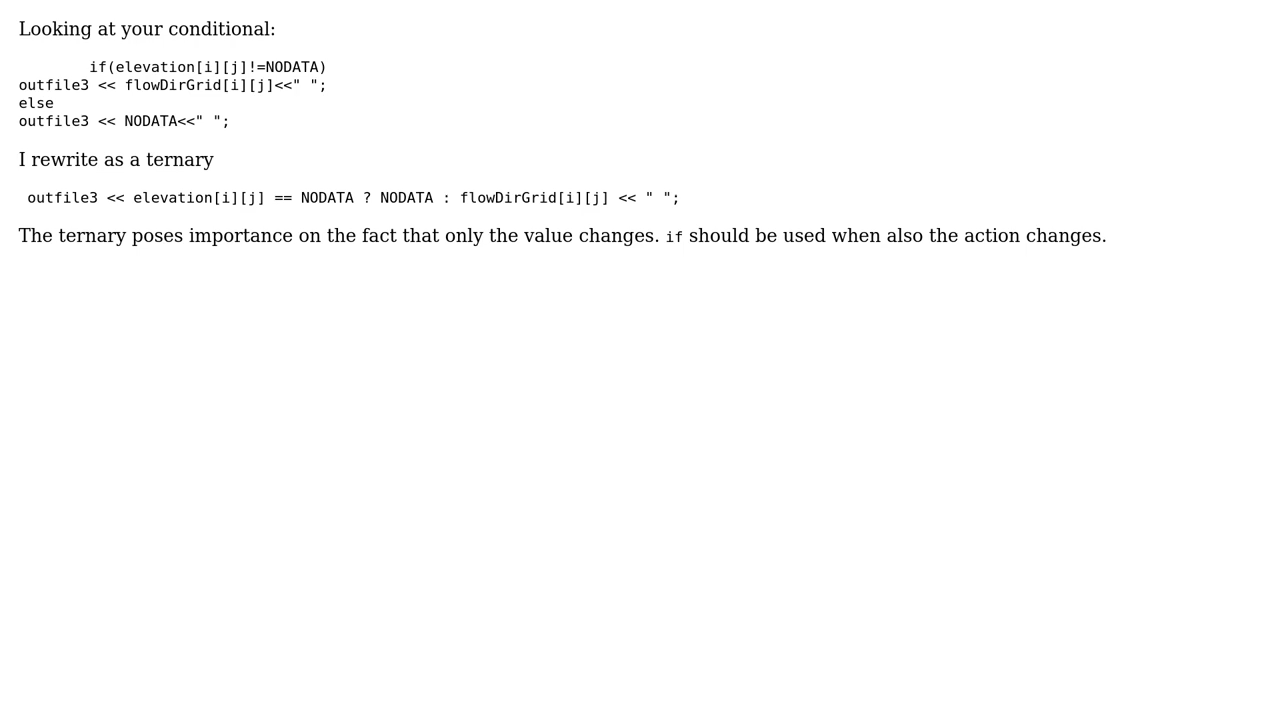 Looking at your conditional:
        if(elevation[i][j]!=NODATA)
outfile3 << flowDirGrid[i][j]<<" ";
else
outfile3 << NODATA<<" ";
I rewrite as a ternary
 outfile3 << elevation[i][j] == NODATA ? NODATA : flowDirGrid[i][j] << " ";
The ternary poses importance on the fact that only the value changes. if should be used when also the action changes.